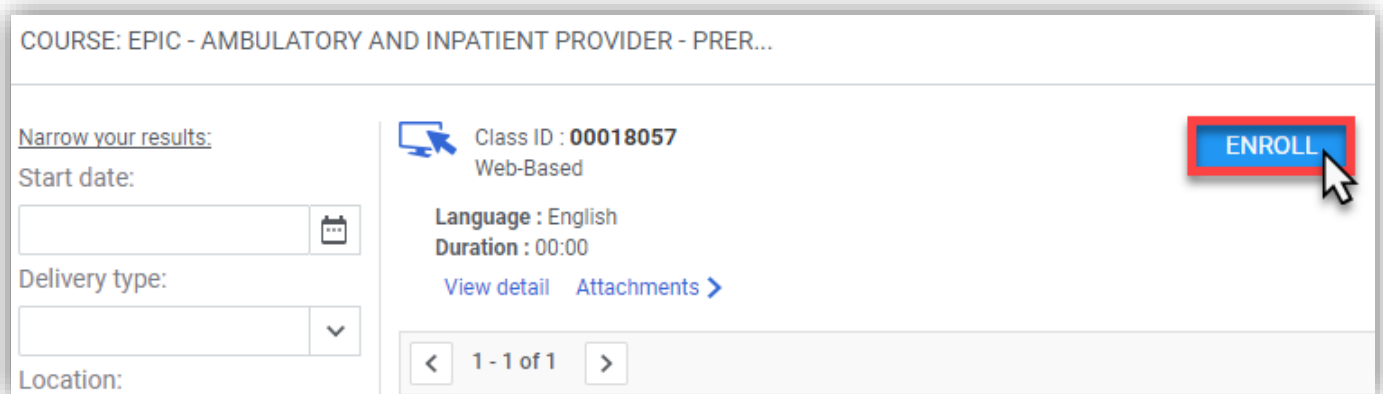 COURSE: EPIC - AMBULATORY AND INPATIENT PROVIDER - PRER...
Narrow your results:
Start date:
Delivery type:
Location:
Class ID : 00018057
Web-Based
ENROLL
Language : English
Duration : 00:00
View detail Attachments
1 - 1 of 1